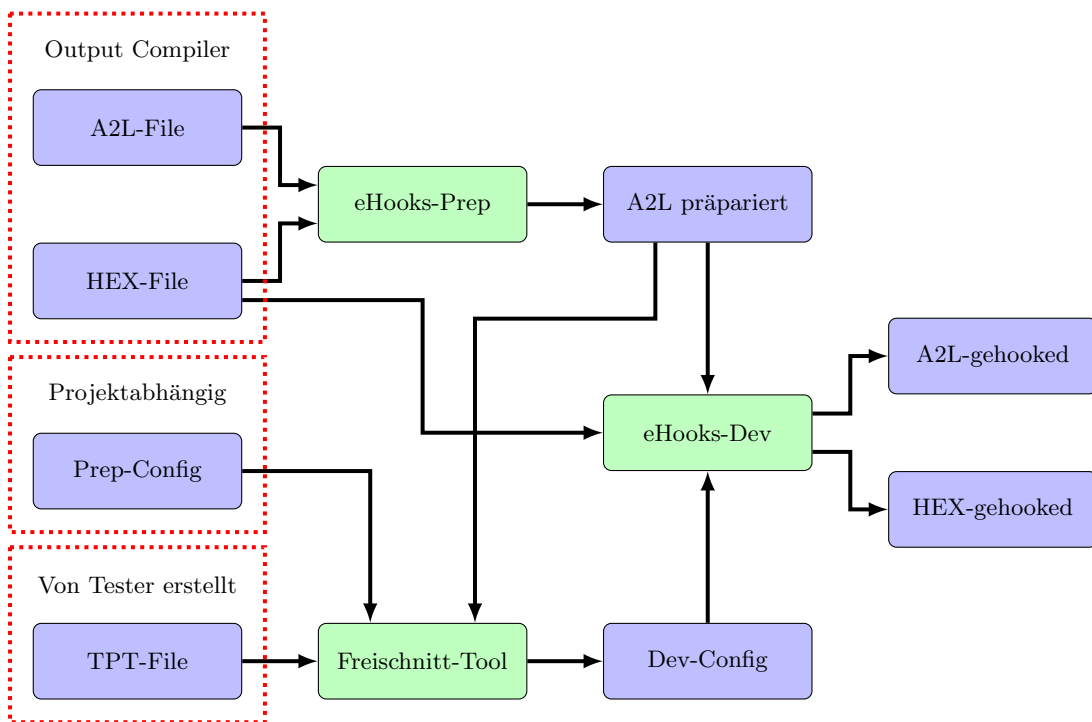 Output Compiler
A2L-File
eHooks-Prep
A2L präpariert
HEX-File
A2L-gehooked
Projektabhängig
eHooks-Dev
Prep-Config
HEX-gehooked
Von Tester erstellt
TPT-File
Freischnitt-Tool
Dev-Config